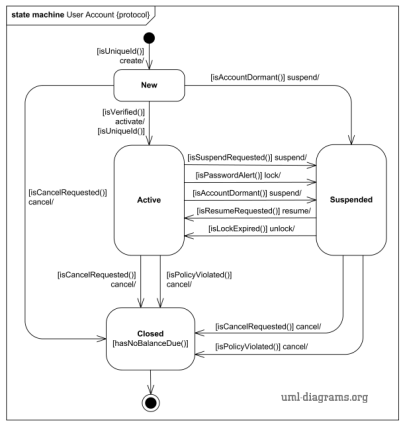 state machine User Account {protocol}
[isUniqueId()]
create/
[isAccountDormant()] suspend/
New
[isVerified()]
activate/
[isUniqueId()]
[isSuspendRequested()] suspend/
[isPasswordAlert()] lock/
[isCancelRequested()]
cancel/
Active
[isAccountDormant()] suspend/
Suspended
[isResumeRequested()] resume/
[isLockExpired()] unlock/
[isCancelRequested()]
cancel/
[isPolicyViolated()]
cancel/
Closed
[hasNoBalanceDue()]
[isCancelRequested()] cancel/
[isPolicyViolated()] cancel/
uml-diagrams.org